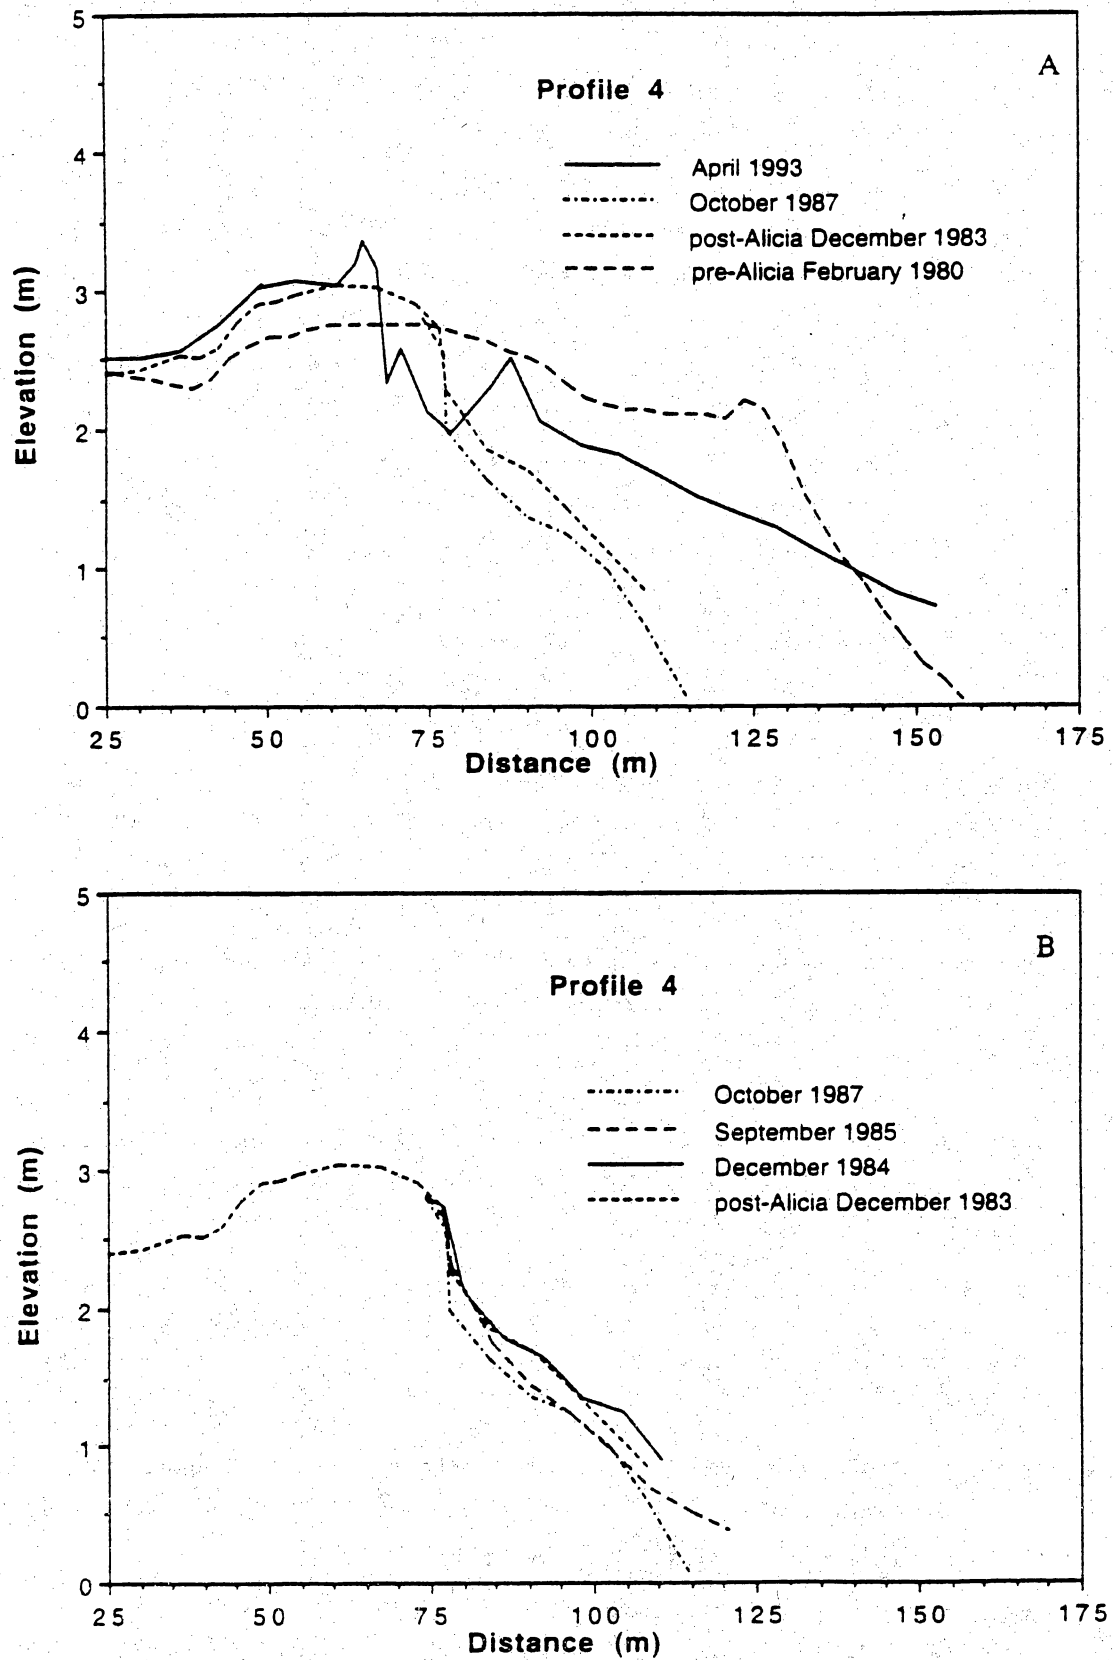 A
Profile 4
April 1993
October 1987
post-Alicia December 1983
pre-Alicia February 1980
Elevation (m)
5
4
3
2
1
0
25 50 75 100 125 150 175
Distance (m)
B
Profile 4
October 1987
September 1985
December 1984
post-Alicia December 1983
Elevation (m)
5
4
3
2
1
0
25 50 75 100 125 150 175
Distance (m)